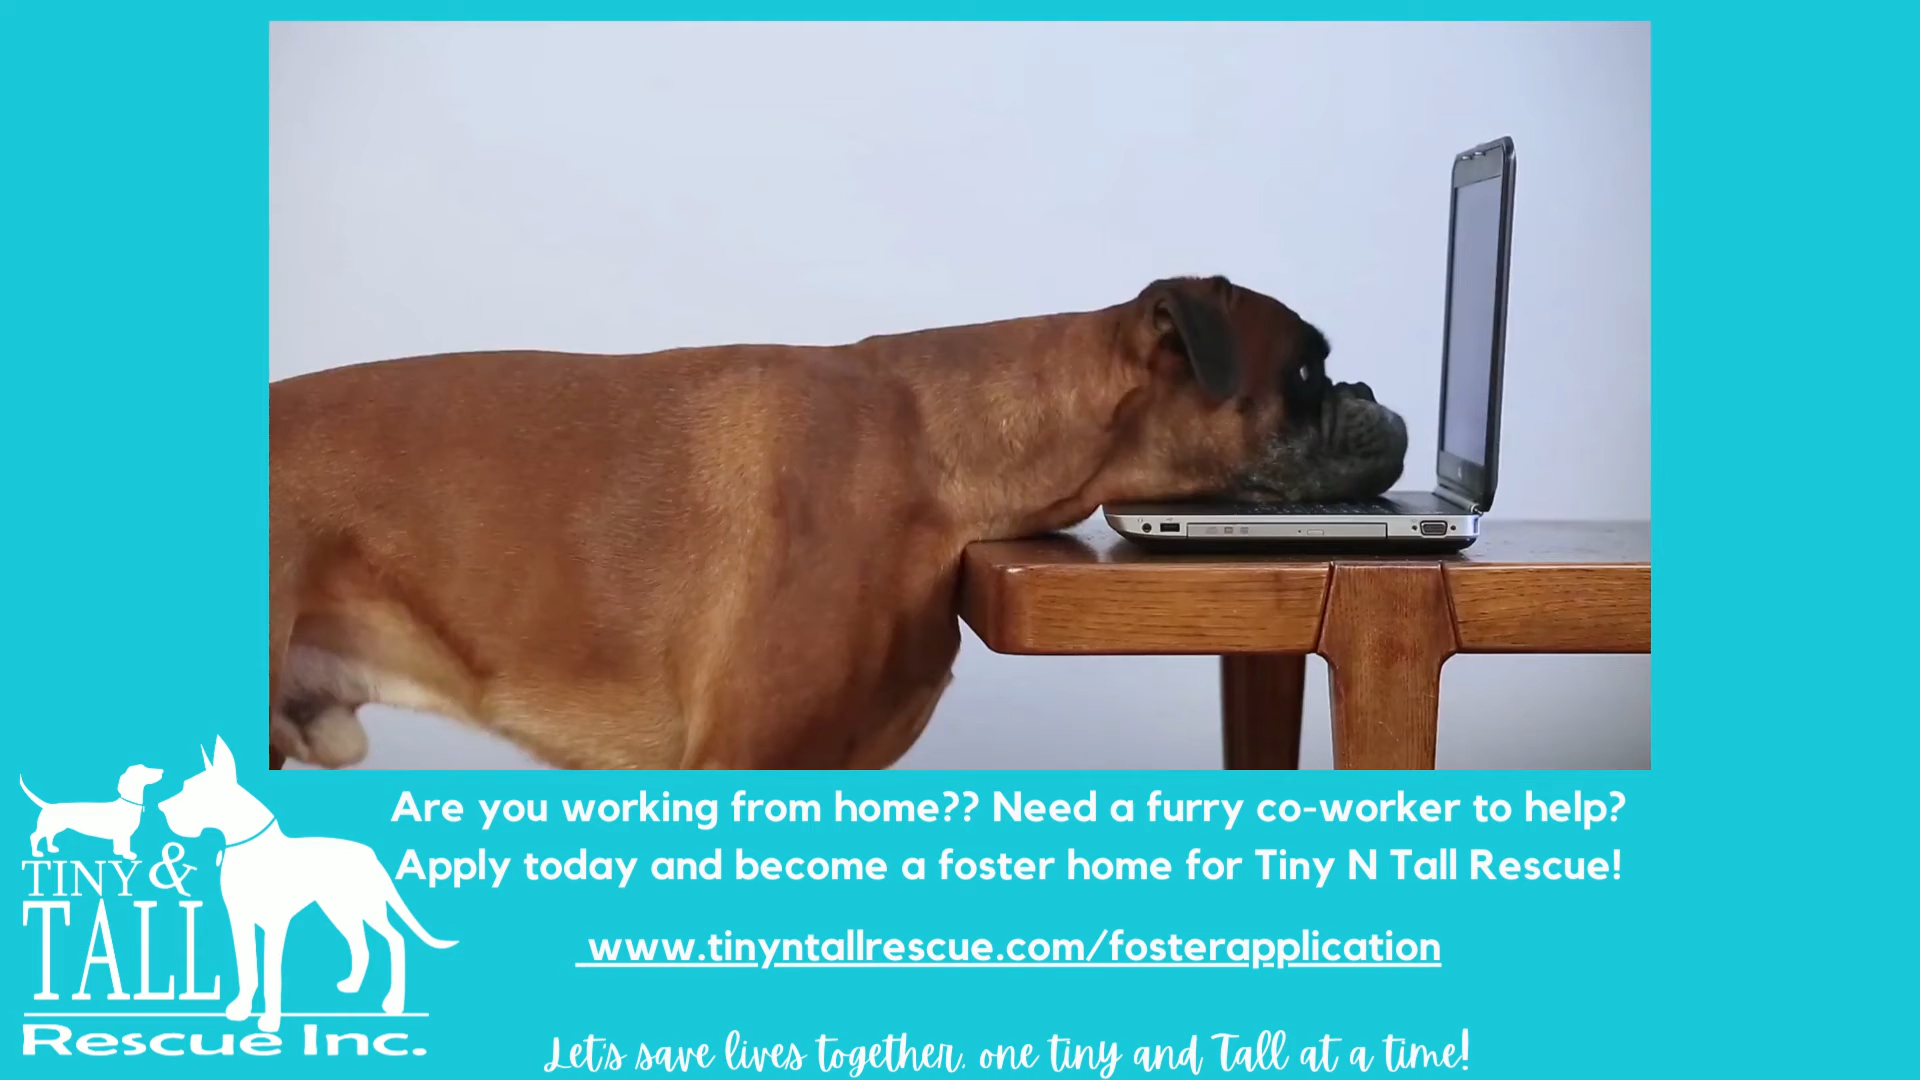 Are you working from home?? Need a furry co-worker to help?
Apply today and become a foster home for Tiny N Tall Rescue!
www.tinyntallrescue.com/fosterapplication
Let's save lives together, one tiny and Tall at a time!
TINY &
TALL
Rescue Inc.